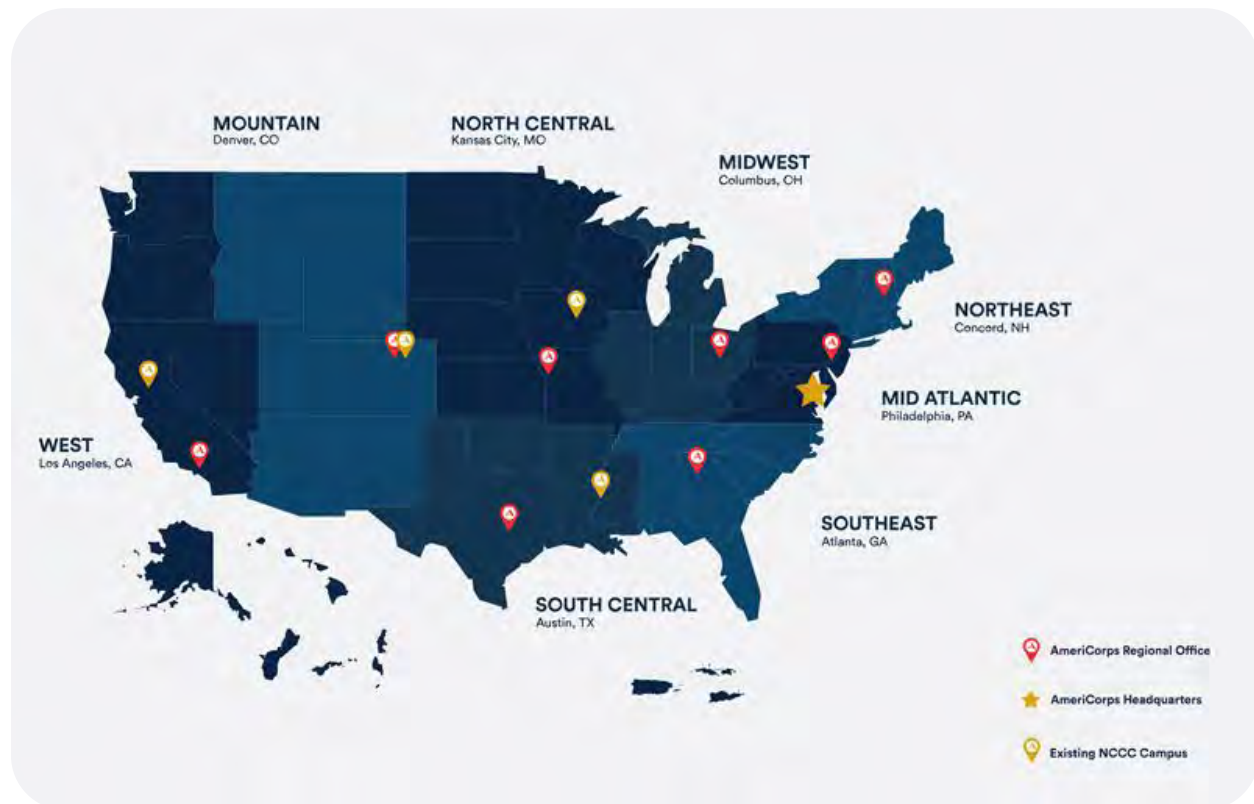 MOUNTAIN
Denver, CO
NORTH CENTRAL
Kansas City, MO
MIDWEST
Columbus, OH
NORTHEAST
Concord, NH
MID ATLANTIC
Philadelphia, PA
WEST
Los Angeles, CA
SOUTHEAST
Atlanta, GA
SOUTH CENTRAL
Austin, TX
AmeriCorps Regional Office
AmeriCorps Headquarters
Existing NCCC Campus